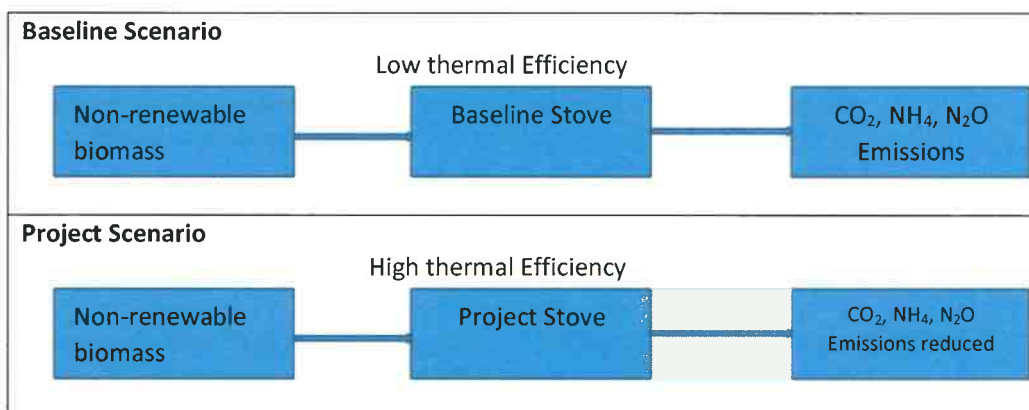 Baseline Scenario
Low thermal Efficiency
Non-renewable
biomass
Baseline Stove
CO₂, NH₄, N₂O
Emissions
Project Scenario
High thermal Efficiency
Non-renewable
biomass
Project Stove
CO₂, NH₄, N₂O
Emissions reduced